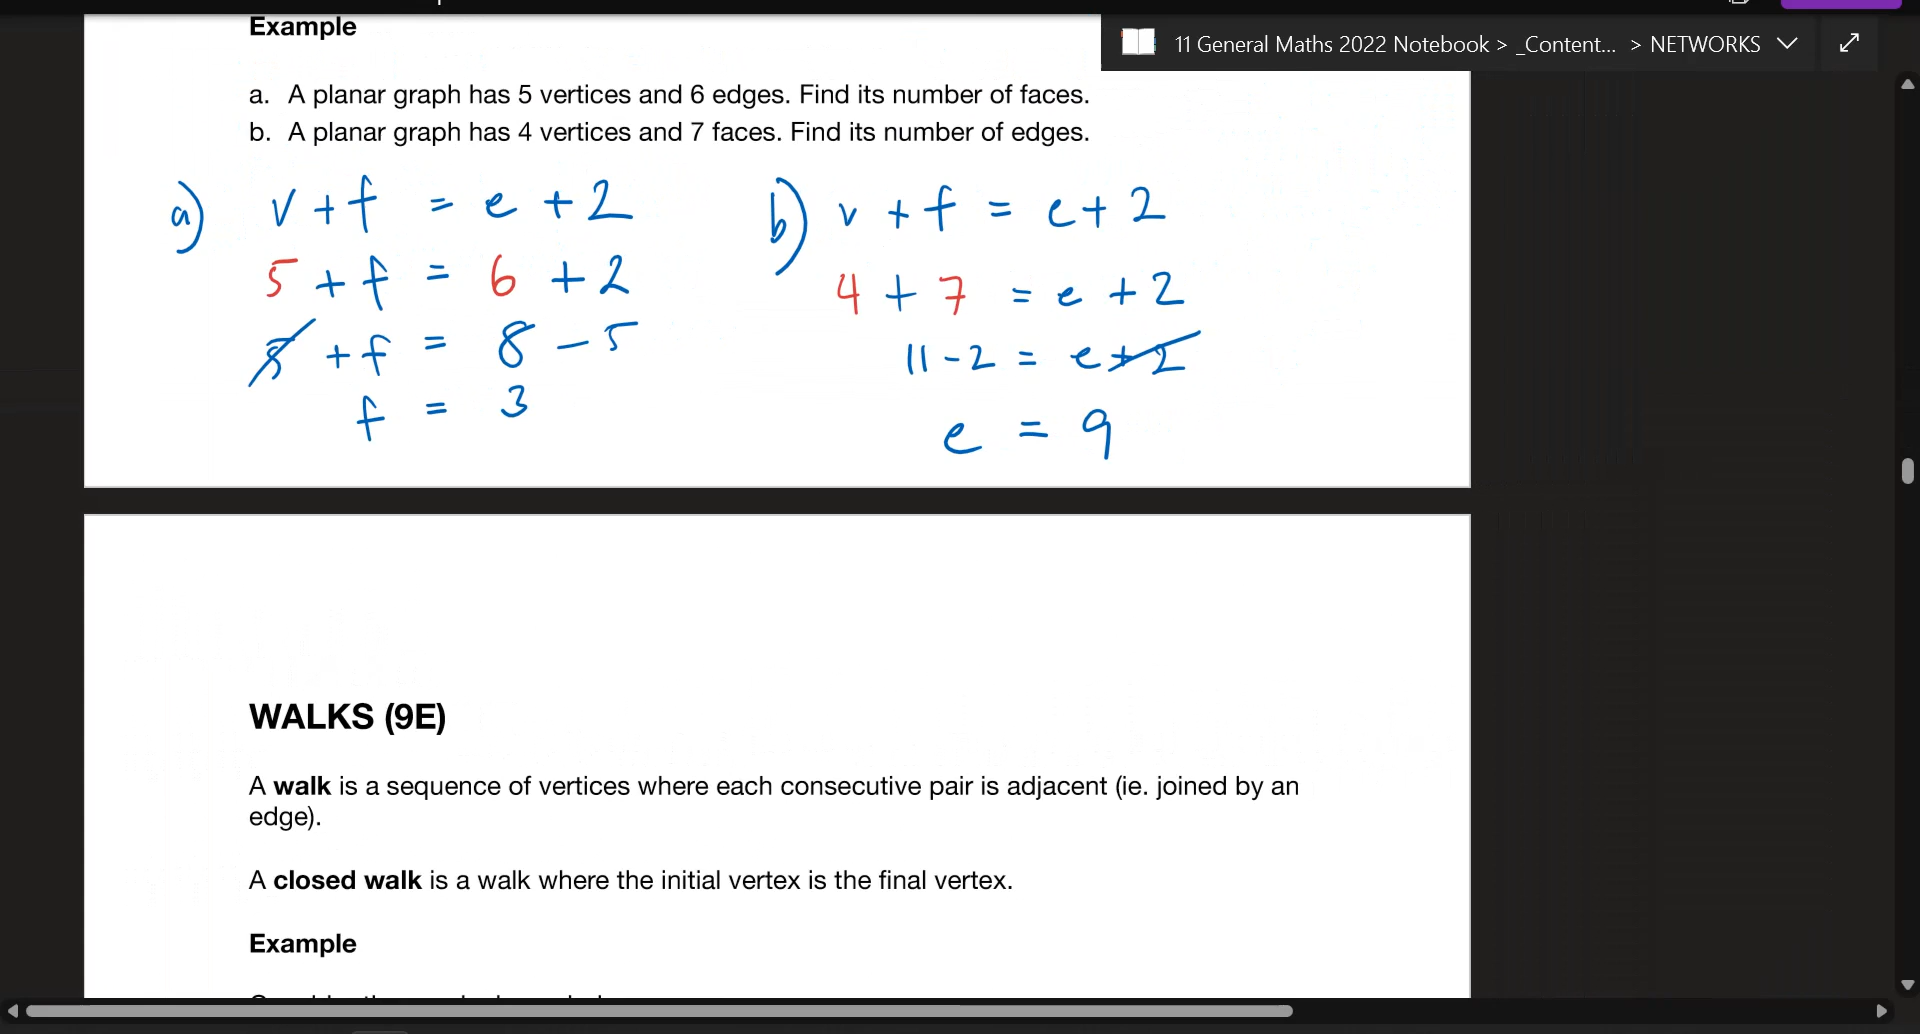 Example
11 General Maths 2022 Notebook > _Content... > NETWORKS
a. A planar graph has 5 vertices and 6 edges. Find its number of faces.
b. A planar graph has 4 vertices and 7 faces. Find its number of edges.
a) v + f = e + 2
5 + f = 6 + 2
5 + f = 8 - 5
f = 3
b) v + f = e + 2
4 + 7 = e + 2
11 - 2 = e + 2
e = 9
WALKS (9E)
A walk is a sequence of vertices where each consecutive pair is adjacent (ie. joined by an
edge).
A closed walk is a walk where the initial vertex is the final vertex.
Example